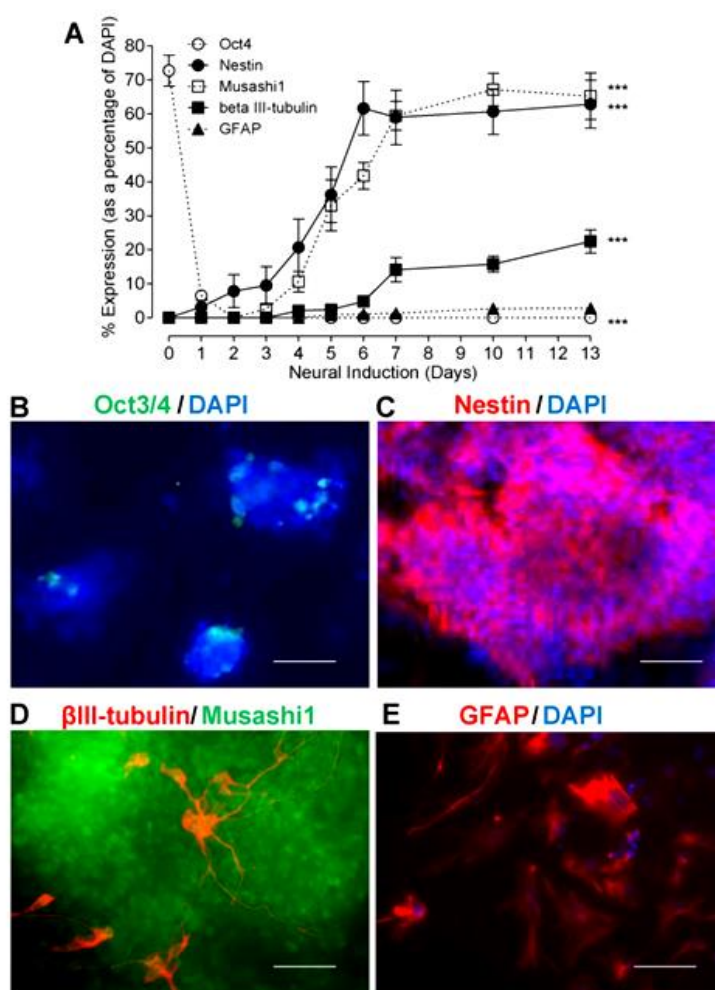 A
Oct4
Nestin
Musashi1
beta III-tubulin
GFAP
% Expression (as a percentage of DAPI)
80
70
60
50
40
30
20
10
0
***
***
***
***
0 1 2 3 4 5 6 7 8 9 10 11 12 13
Neural Induction (Days)
B Oct3/4 / DAPI
C Nestin / DAPI
D βIII-tubulin/ Musashi1
E GFAP/ DAPI